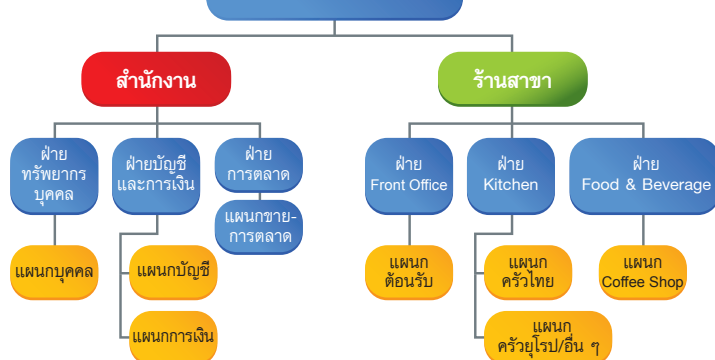 สำนักงาน
ร้านสาขา
ฝ่าย
ทรัพยากร
บุคคล
ฝ่ายบัญชี
และการเงิน
ฝ่าย
การตลาด
แผนกขาย-
การตลาด
ฝ่าย
Front Office
ฝ่าย
Kitchen
ฝ่าย
Food & Beverage
แผนกบุคคล
แผนกบัญชี
แผนกการเงิน
แผนก
ต้อนรับ
แผนก
ครัวไทย
แผนก
ครัวยุโรป/อื่น ๆ
แผนก
Coffee Shop